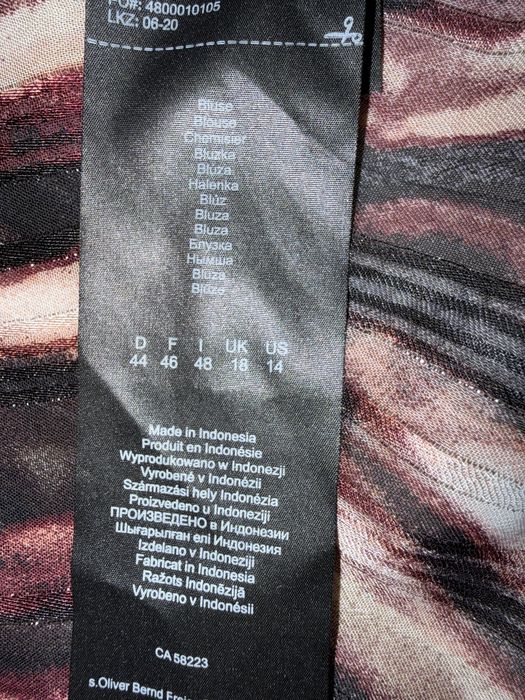 PO#: 4800010105
LKZ: 06-20
Bluse
Blouse
Chemisier
Blúzka
Bluza
Halenka
Blúz
Bluza
Bluza
Блузка
Нымша
Blūza
Blūze
D F I UK US
44 46 48 18 14
Made in Indonesia
Produit en Indonésie
Wyprodukowano w Indonezji
Vyrobené v Indonézii
Származási hely Indonézia
Proizvedeno u Indoneziji
ПРОИЗВЕДЕНО в Индонезии
Шығарылған елі Индонезия
Izdelano v Indoneziji
Fabricat in Indonesia
Ražots Indonēzijā
Vyrobeno v Indonésii
CA 58223
s.Oliver Bernd